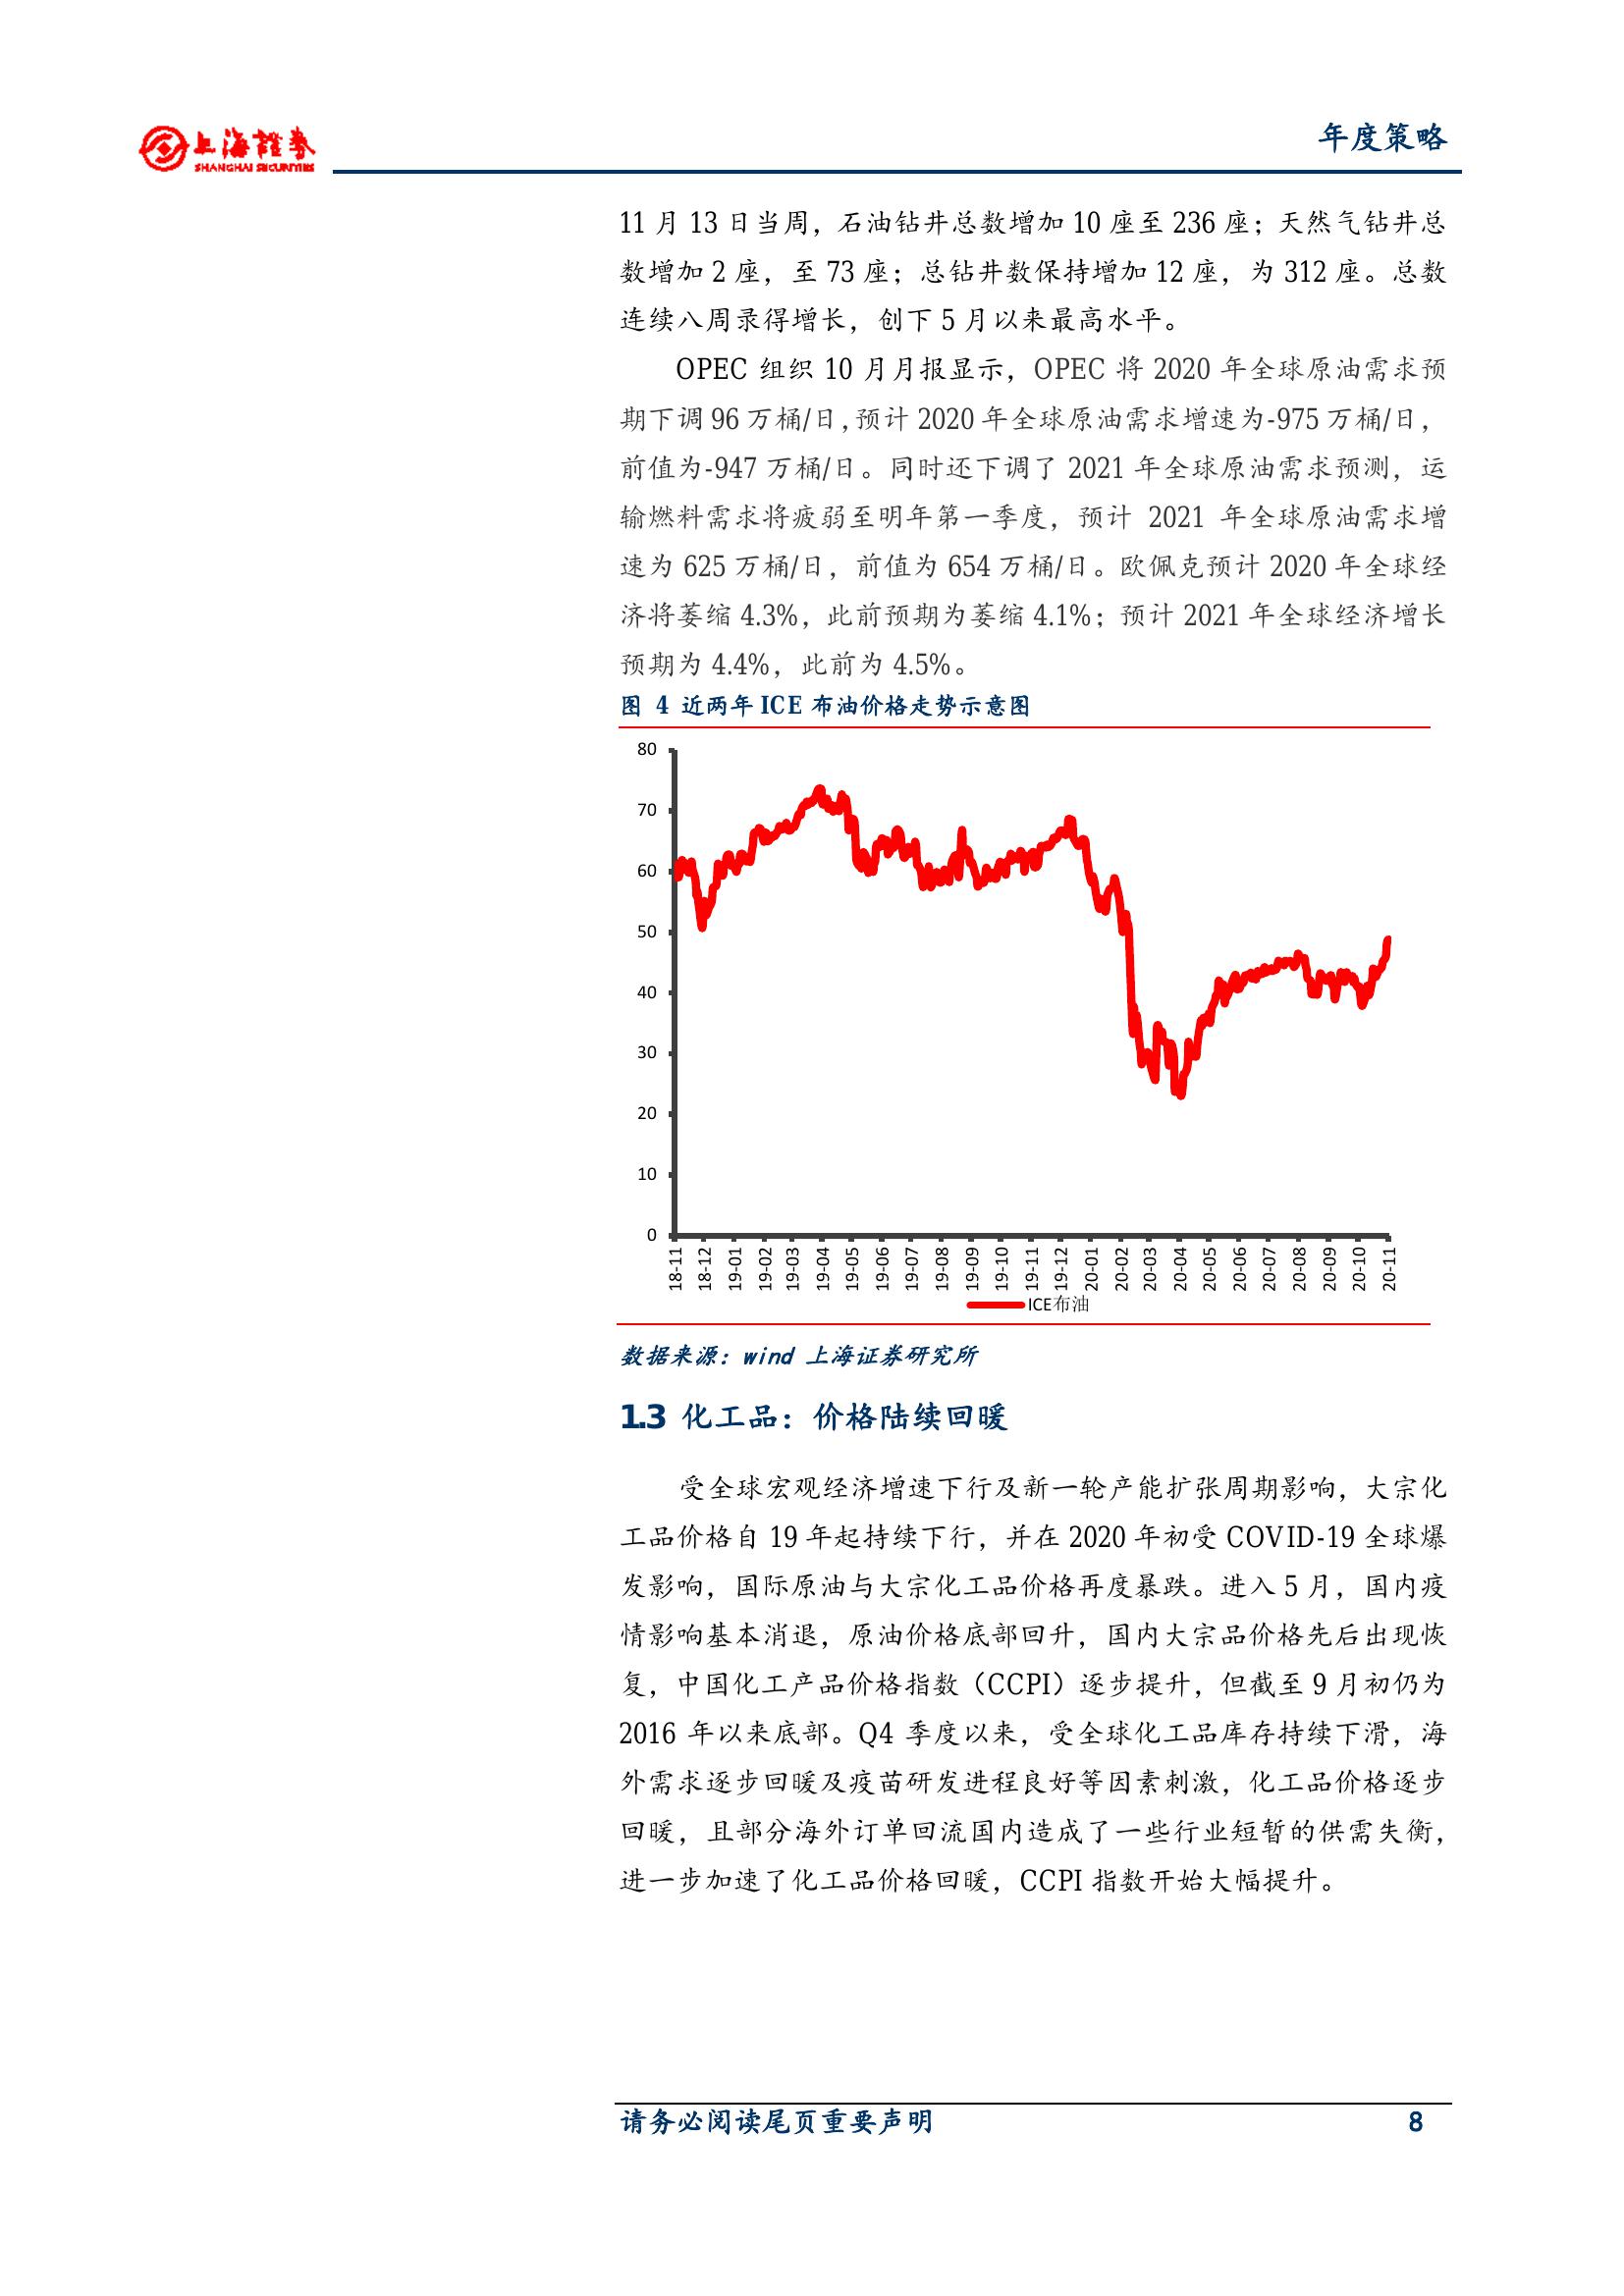 上海證券
SHANGHAI SECURITIES
年度策略
11 月 13 日当周，石油钻井总数增加 10 座至 236 座；天然气钻井总
数增加 2 座，至 73 座；总钻井数保持增加 12 座，为 312 座。总数
连续八周录得增长，创下 5 月以来最高水平。
OPEC 组织 10 月月报显示，OPEC 将 2020 年全球原油需求预
期下调 96 万桶/日，预计 2020 年全球原油需求增速为-975 万桶/日，
前值为-947 万桶/日。同时还下调了 2021 年全球原油需求预测，运
输燃料需求将疲弱至明年第一季度，预计 2021 年全球原油需求增
速为 625 万桶/日，前值为 654 万桶/日。欧佩克预计 2020 年全球经
济将萎缩 4.3%，此前预期为萎缩 4.1%；预计 2021 年全球经济增长
预期为 4.4%，此前为 4.5%。
图 4 近两年 ICE 布油价格走势示意图
80
70
60
50
40
30
20
10
0
18-11
18-12
19-01
19-02
19-03
19-04
19-05
19-06
19-07
19-08
19-09
19-10
19-11
19-12
20-01
20-02
20-03
20-04
20-05
20-06
20-07
20-08
20-09
20-10
20-11
ICE布油
数据来源：wind 上海证券研究所
1.3 化工品：价格陆续回暖
受全球宏观经济增速下行及新一轮产能扩张周期影响，大宗化
工品价格自 19 年起持续下行，并在 2020 年初受 COVID-19 全球爆
发影响，国际原油与大宗化工品价格再度暴跌。进入 5 月，国内疫
情影响基本消退，原油价格底部回升，国内大宗品价格先后出现恢
复，中国化工产品价格指数（CCPI）逐步提升，但截至 9 月初仍为
2016 年以来底部。Q4 季度以来，受全球化工品库存持续下滑，海
外需求逐步回暖及疫苗研发进程良好等因素刺激，化工品价格逐步
回暖，且部分海外订单回流国内造成了一些行业短暂的供需失衡，
进一步加速了化工品价格回暖，CCPI 指数开始大幅提升。
请务必阅读尾页重要声明
8